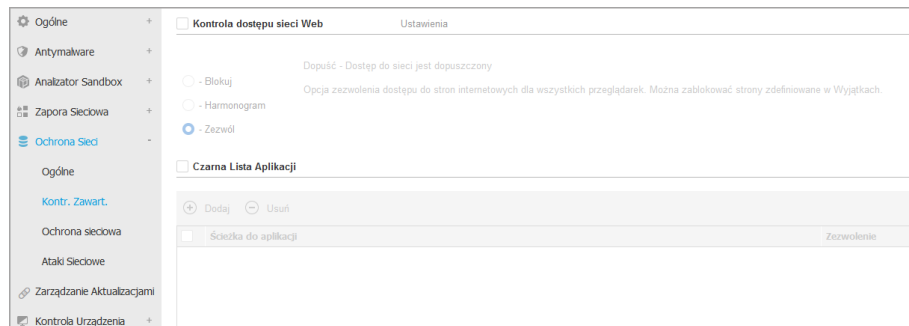 Ogólne +
Antymalware +
Analizator Sandbox +
Zapora Sieciowa +
Ochrona Sieci -
Ogólne
Kontr. Zawart.
Ochrona sieciowa
Ataki Sieciowe
Zarządzanie Aktualizacjami
Kontrola Urządzenia +
Kontrola dostępu sieci Web Ustawienia
- Blokuj
- Harmonogram
- Zezwól
Dopuść - Dostęp do sieci jest dopuszczony
Opcja zezwolenia dostępu do stron internetowych dla wszystkich przeglądarek. Można zablokować strony zdefiniowane w Wyjątkach.
Czarna Lista Aplikacji
Dodaj Usuń
Ścieżka do aplikacji Zezwolenie